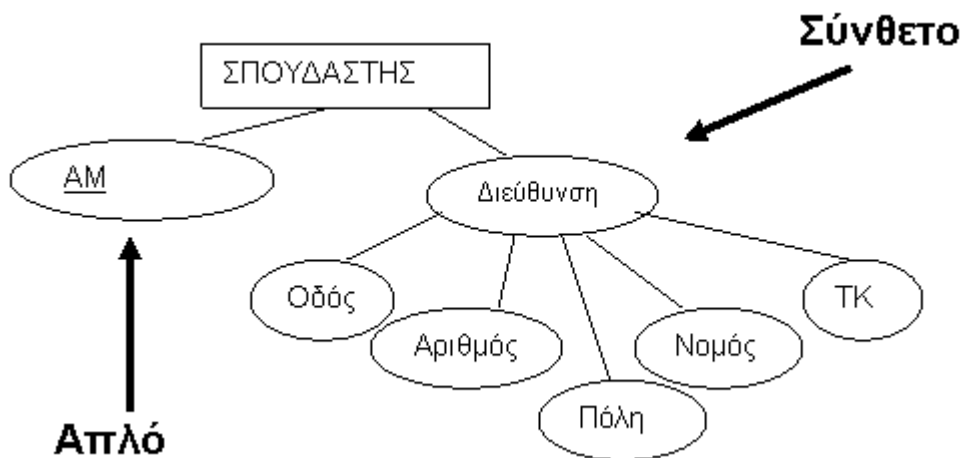 Σύνθετο
ΣΠΟΥΔΑΣΤΗΣ
ΑΜ
Διεύθυνση
Οδός
ΤΚ
Αριθμός
Νομός
Πόλη
Απλό